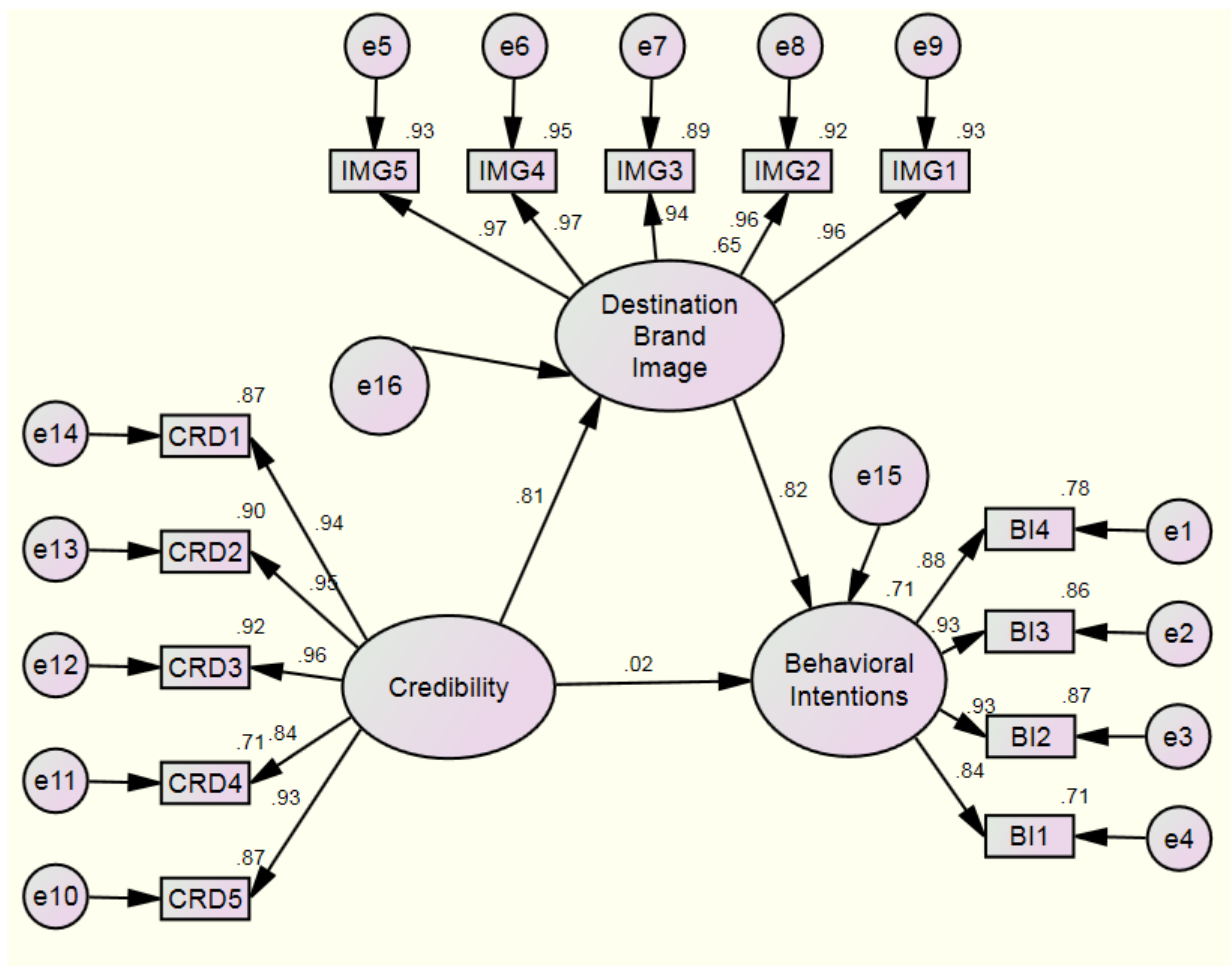 e5
e6
e7
e8
e9
.93
.95
.89
.92
.93
IMG5
IMG4
IMG3
IMG2
IMG1
.97
.97
.94
.96
.96
.65
Destination
Brand
Image
e16
e14
.87
CRD1
.94
e13
.90
CRD2
.95
e12
.92
CRD3
.96
e11
.71
CRD4
.84
e10
.87
CRD5
.93
Credibility
.81
.82
.02
e15
.71
Behavioral
Intentions
.88
.78
BI4
e1
.93
.86
BI3
e2
.93
.87
BI2
e3
.84
.71
BI1
e4